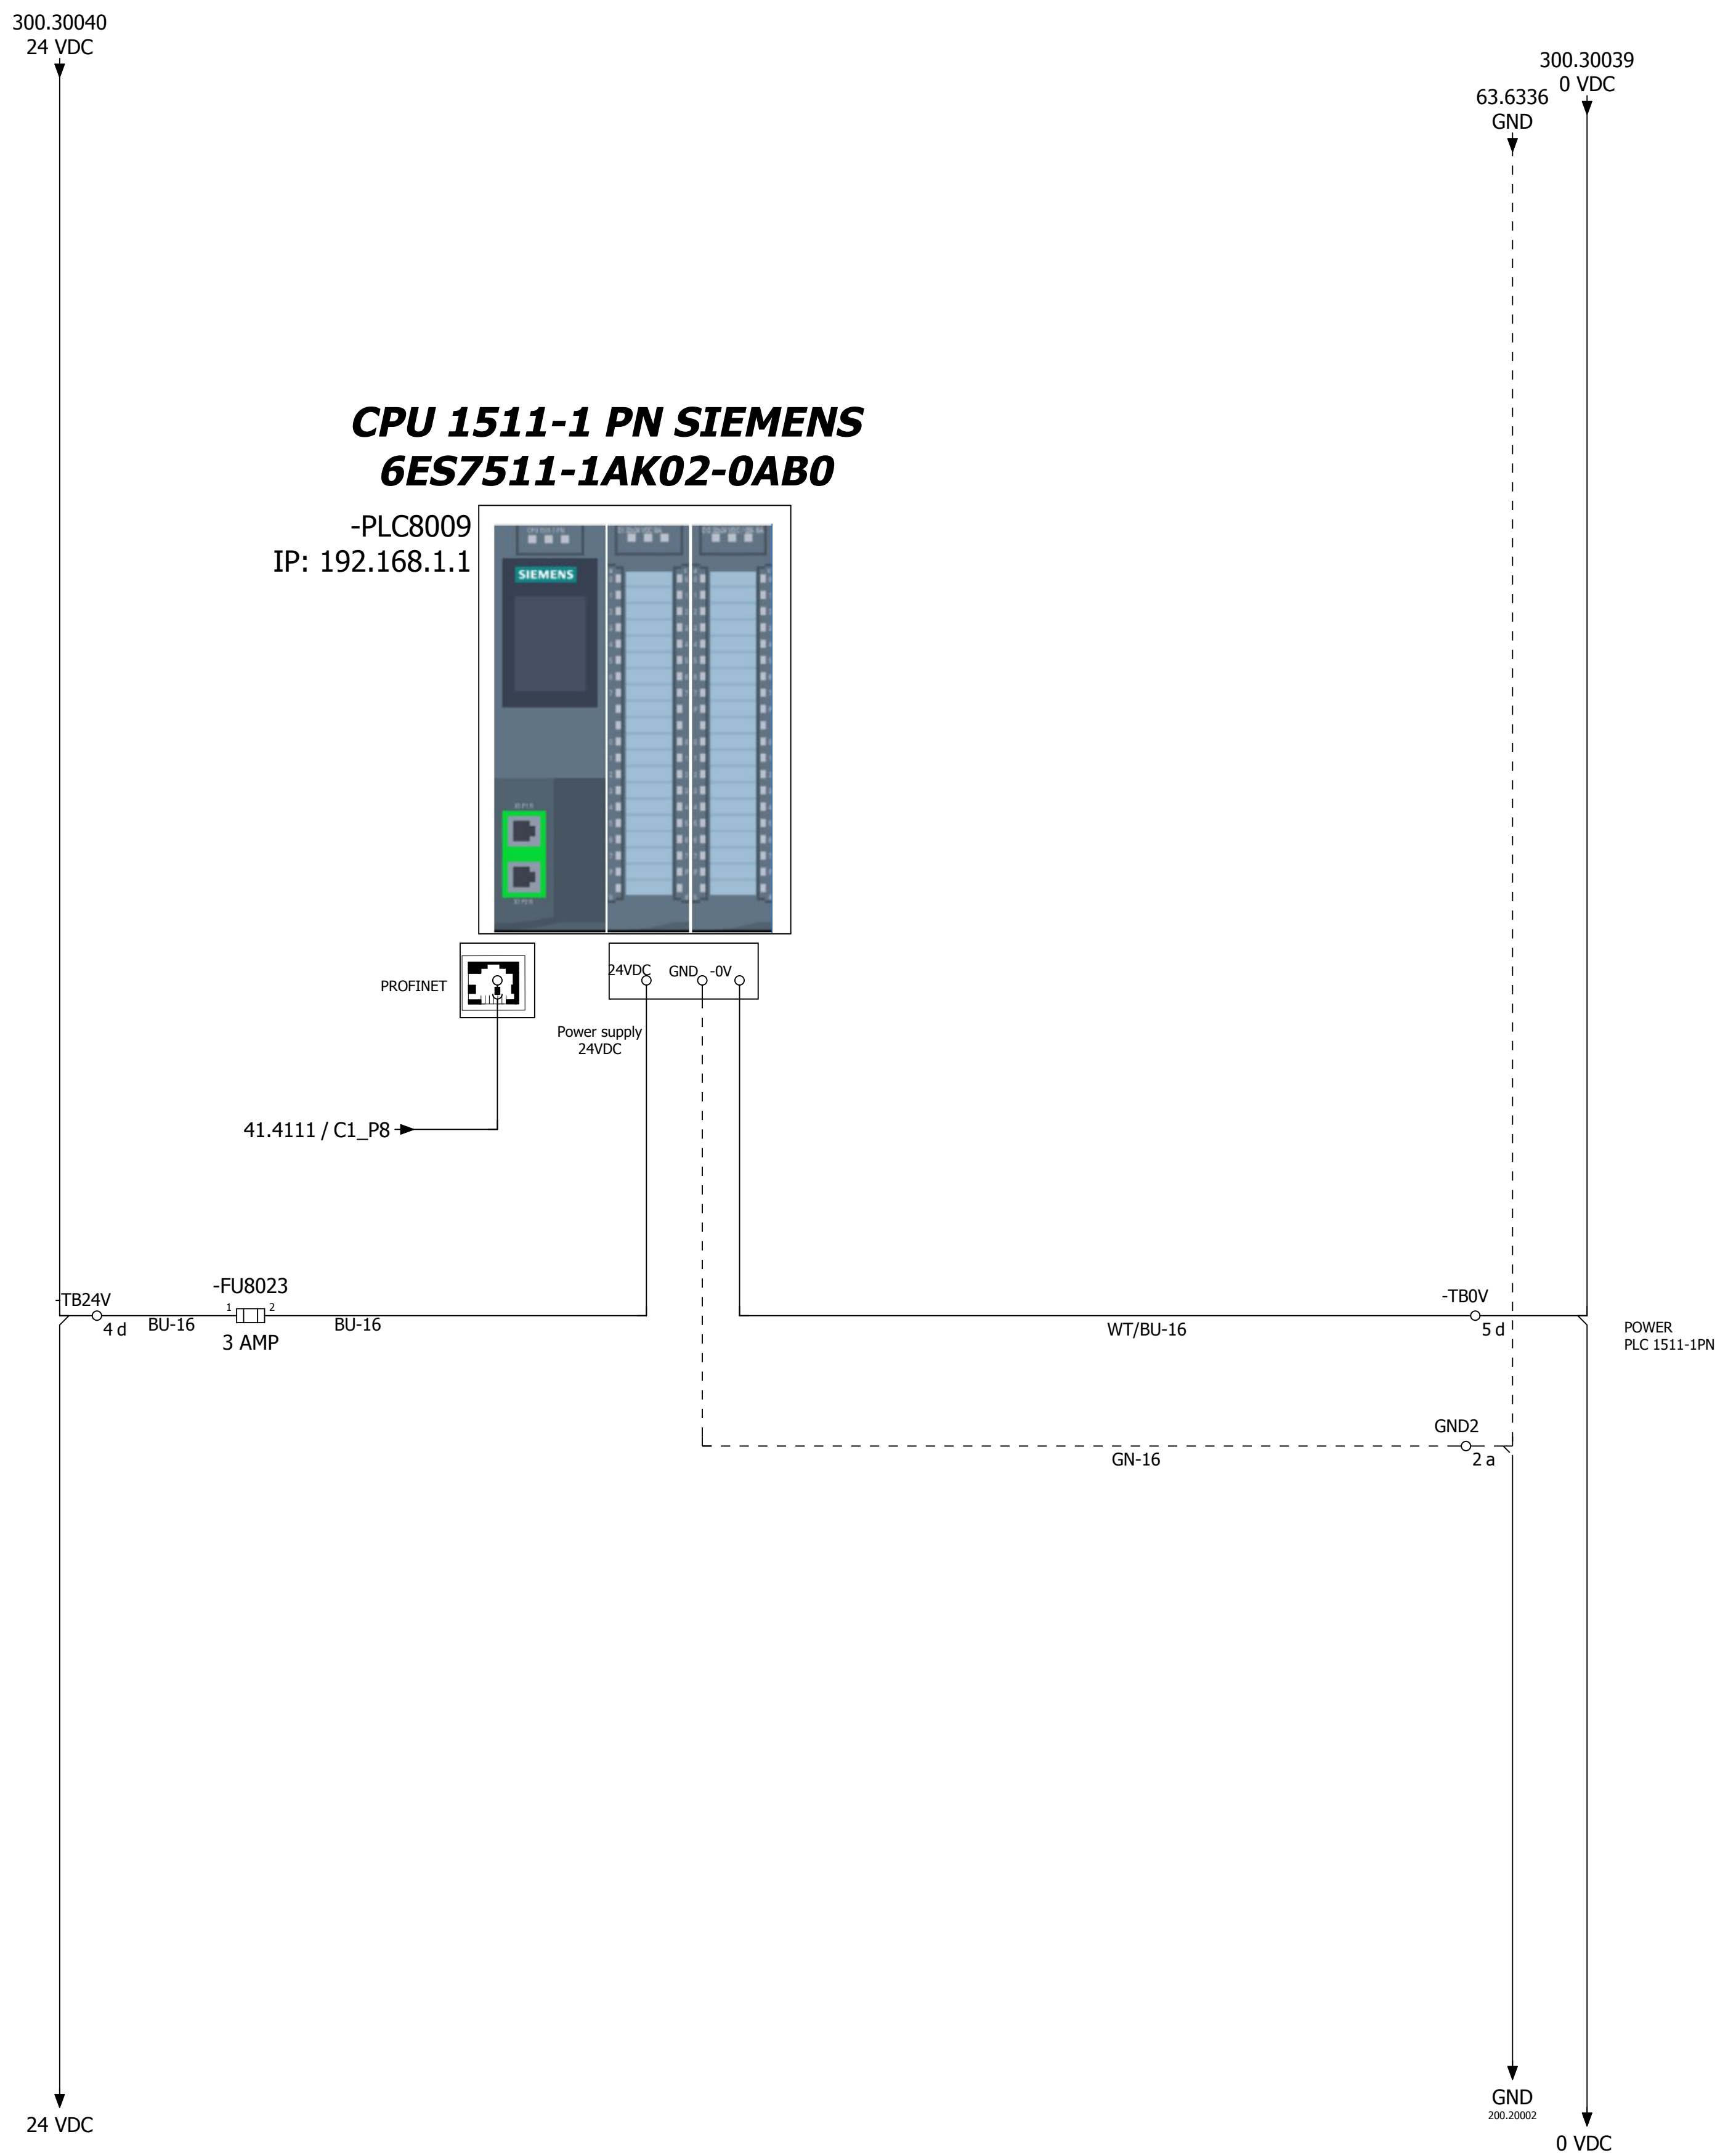 300.30040
24 VDC
300.30039
0 VDC
63.6336
GND
CPU 1511-1 PN SIEMENS
6ES7511-1AK02-0AB0
-PLC8009
IP: 192.168.1.1
SIEMENS
24VDC
GND
-0V
PROFINET
Power supply
24VDC
41.4111 / C1_P8
-TB24V
4 d
BU-16
-FU8023
1
2
3 AMP
BU-16
WT/BU-16
-TB0V
5 d
POWER
PLC 1511-1PN
GND2
2 a
GN-16
24 VDC
GND
200.20002
0 VDC